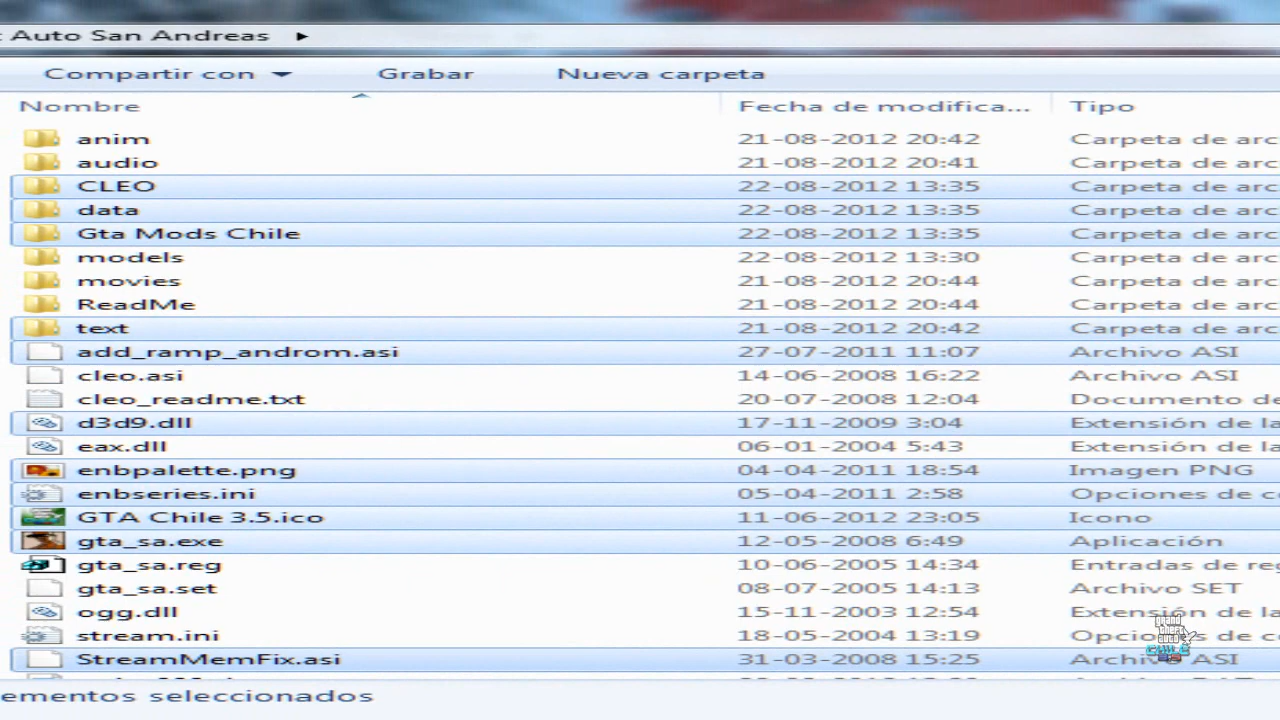 Auto San Andreas
Compartir con Grabar Nueva carpeta
Nombre Fecha de modifica... Tipo
anim 21-08-2012 20:42 Carpeta de arc
audio 21-08-2012 20:41 Carpeta de arc
CLEO 22-08-2012 13:35 Carpeta de arc
data 22-08-2012 13:35 Carpeta de arc
Gta Mods Chile 22-08-2012 13:35 Carpeta de arc
models 22-08-2012 13:30 Carpeta de arc
movies 21-08-2012 20:44 Carpeta de arc
ReadMe 21-08-2012 20:44 Carpeta de arc
text 21-08-2012 20:42 Carpeta de arc
add_ramp_androm.asi 27-07-2011 11:07 Archivo ASI
cleo.asi 14-06-2008 16:22 Archivo ASI
cleo_readme.txt 20-07-2008 12:04 Documento de
d3d9.dll 17-11-2009 3:04 Extensión de la
eax.dll 06-01-2004 5:43 Extensión de la
enbpalette.png 04-04-2011 18:54 Imagen PNG
enbseries.ini 05-04-2011 2:58 Opciones de co
GTA Chile 3.5.ico 11-06-2012 23:05 Icono
gta_sa.exe 12-05-2008 6:49 Aplicación
gta_sa.reg 10-06-2005 14:34 Entradas de reg
gta_sa.set 08-07-2005 14:13 Archivo SET
ogg.dll 15-11-2003 12:54 Extensión de la
stream.ini 18-05-2004 13:19 Opciones de co
StreamMemFix.asi 31-03-2008 15:25 Archivo ASI
ementos seleccionados